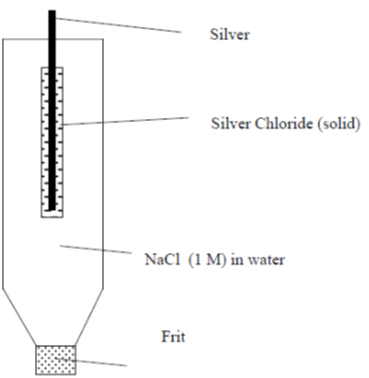 Silver
Silver Chloride (solid)
NaCl (1 M) in water
Frit